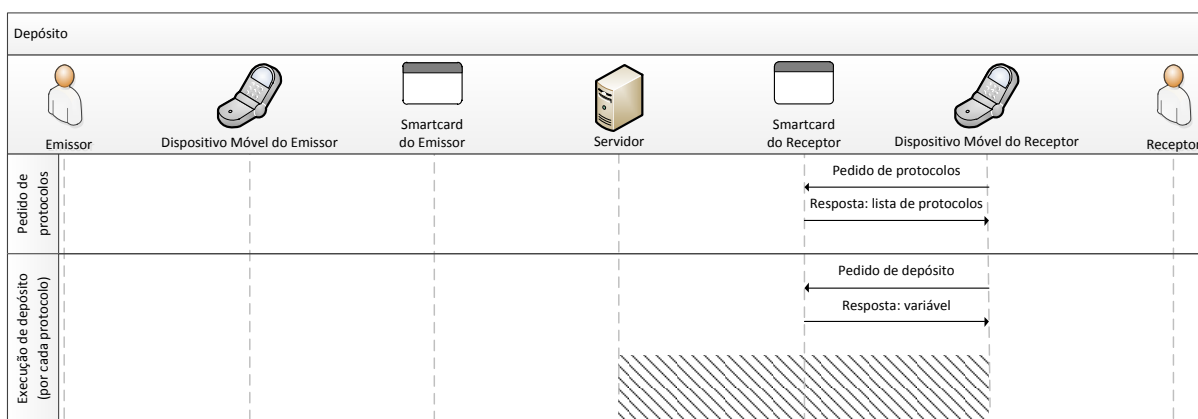 Depósito
Emissor
Dispositivo Móvel do Emissor
Smartcard
do Emissor
Servidor
Smartcard
do Receptor
Dispositivo Móvel do Receptor
Receptor
Pedido de
protocolos
Pedido de protocolos
Resposta: lista de protocolos
Execução de depósito
(por cada protocolo)
Pedido de depósito
Resposta: variável